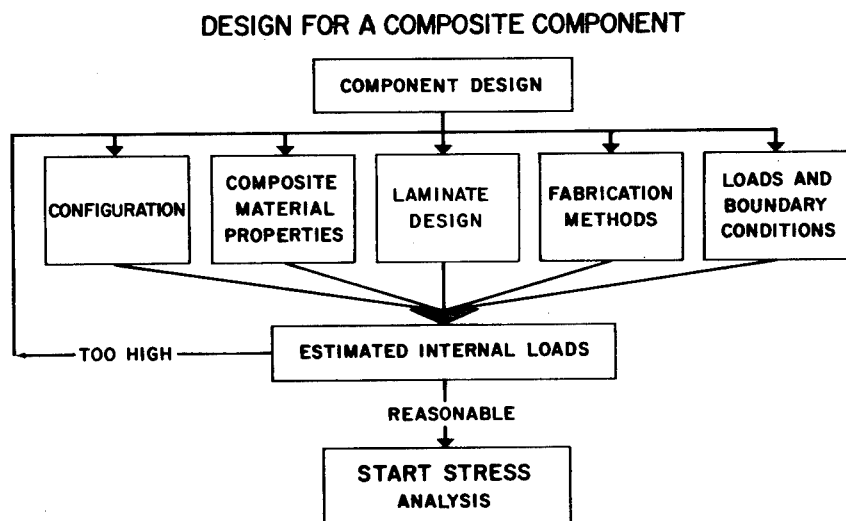 DESIGN FOR A COMPOSITE COMPONENT
COMPONENT DESIGN
CONFIGURATION
COMPOSITE
MATERIAL
PROPERTIES
LAMINATE
DESIGN
FABRICATION
METHODS
LOADS AND
BOUNDARY
CONDITIONS
TOO HIGH
ESTIMATED INTERNAL LOADS
REASONABLE
START STRESS
ANALYSIS